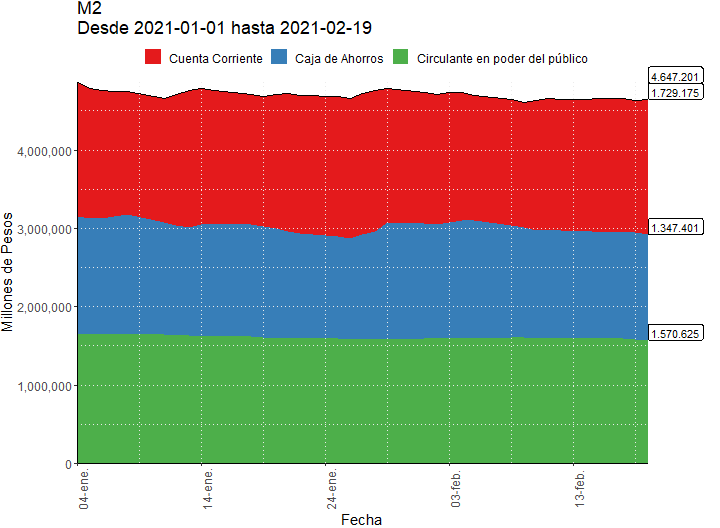 M2
Desde 2021-01-01 hasta 2021-02-19
Cuenta Corriente
Caja de Ahorros
Circulante en poder del público
4.647.201
1.729.175
1.347.401
1.570.625
Millones de Pesos
4,000,000
3,000,000
2,000,000
1,000,000
0
04-ene.
14-ene.
24-ene.
03-feb.
13-feb.
Fecha